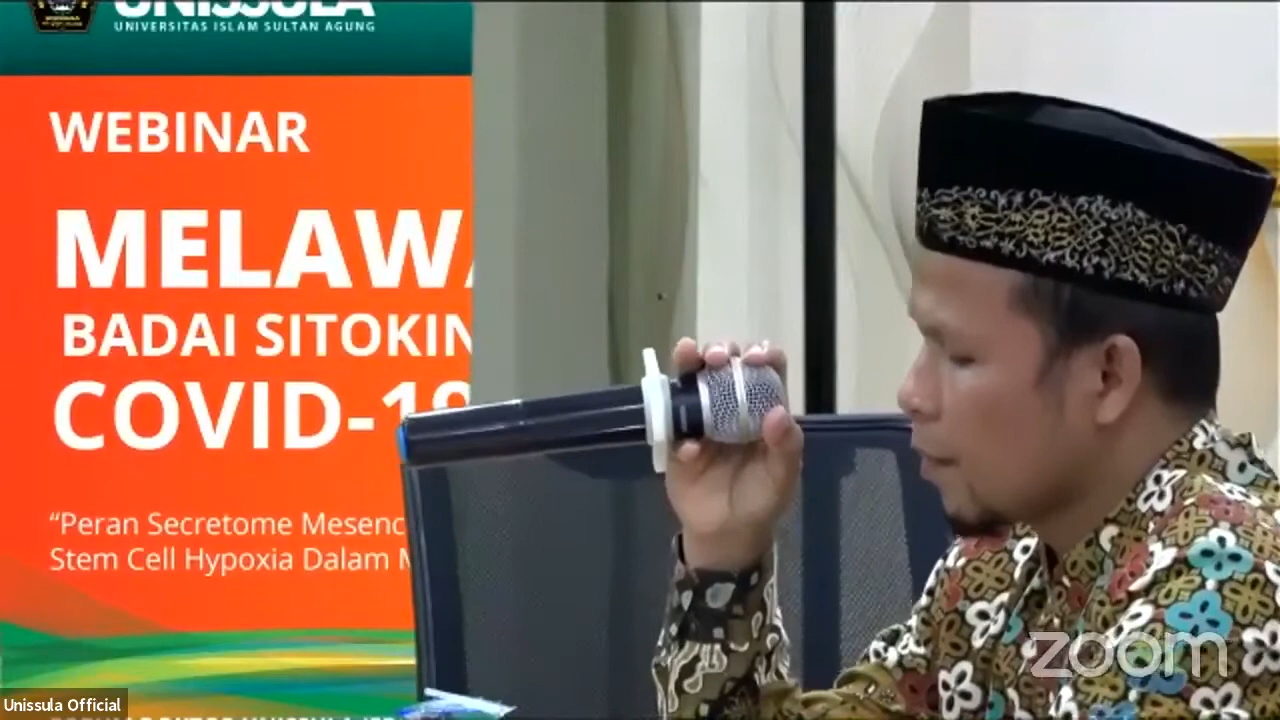 UNISSULA
UNIVERSITAS ISLAM SULTAN AGUNG
WEBINAR
MELAWA
BADAI SITOKIN
COVID-19
“Peran Secretome Mesenc
Stem Cell Hypoxia Dalam M
zoom
Unissula Official